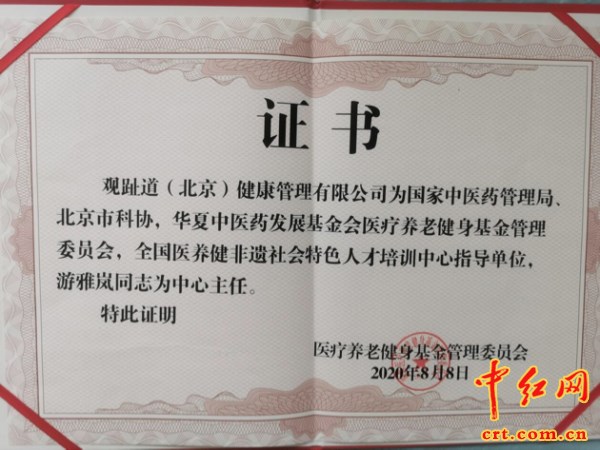 证书
观趾道（北京）健康管理有限公司为国家中医药管理局、
北京市科协，华夏中医药发展基金会医疗养老健身基金管理
委员会，全国医养健非遗社会特色人才培训中心指导单位，
游雅岚同志为中心主任。
特此证明
医疗养老健身基金管理委员会
2020年8月8日
中红网
crt.com.cn